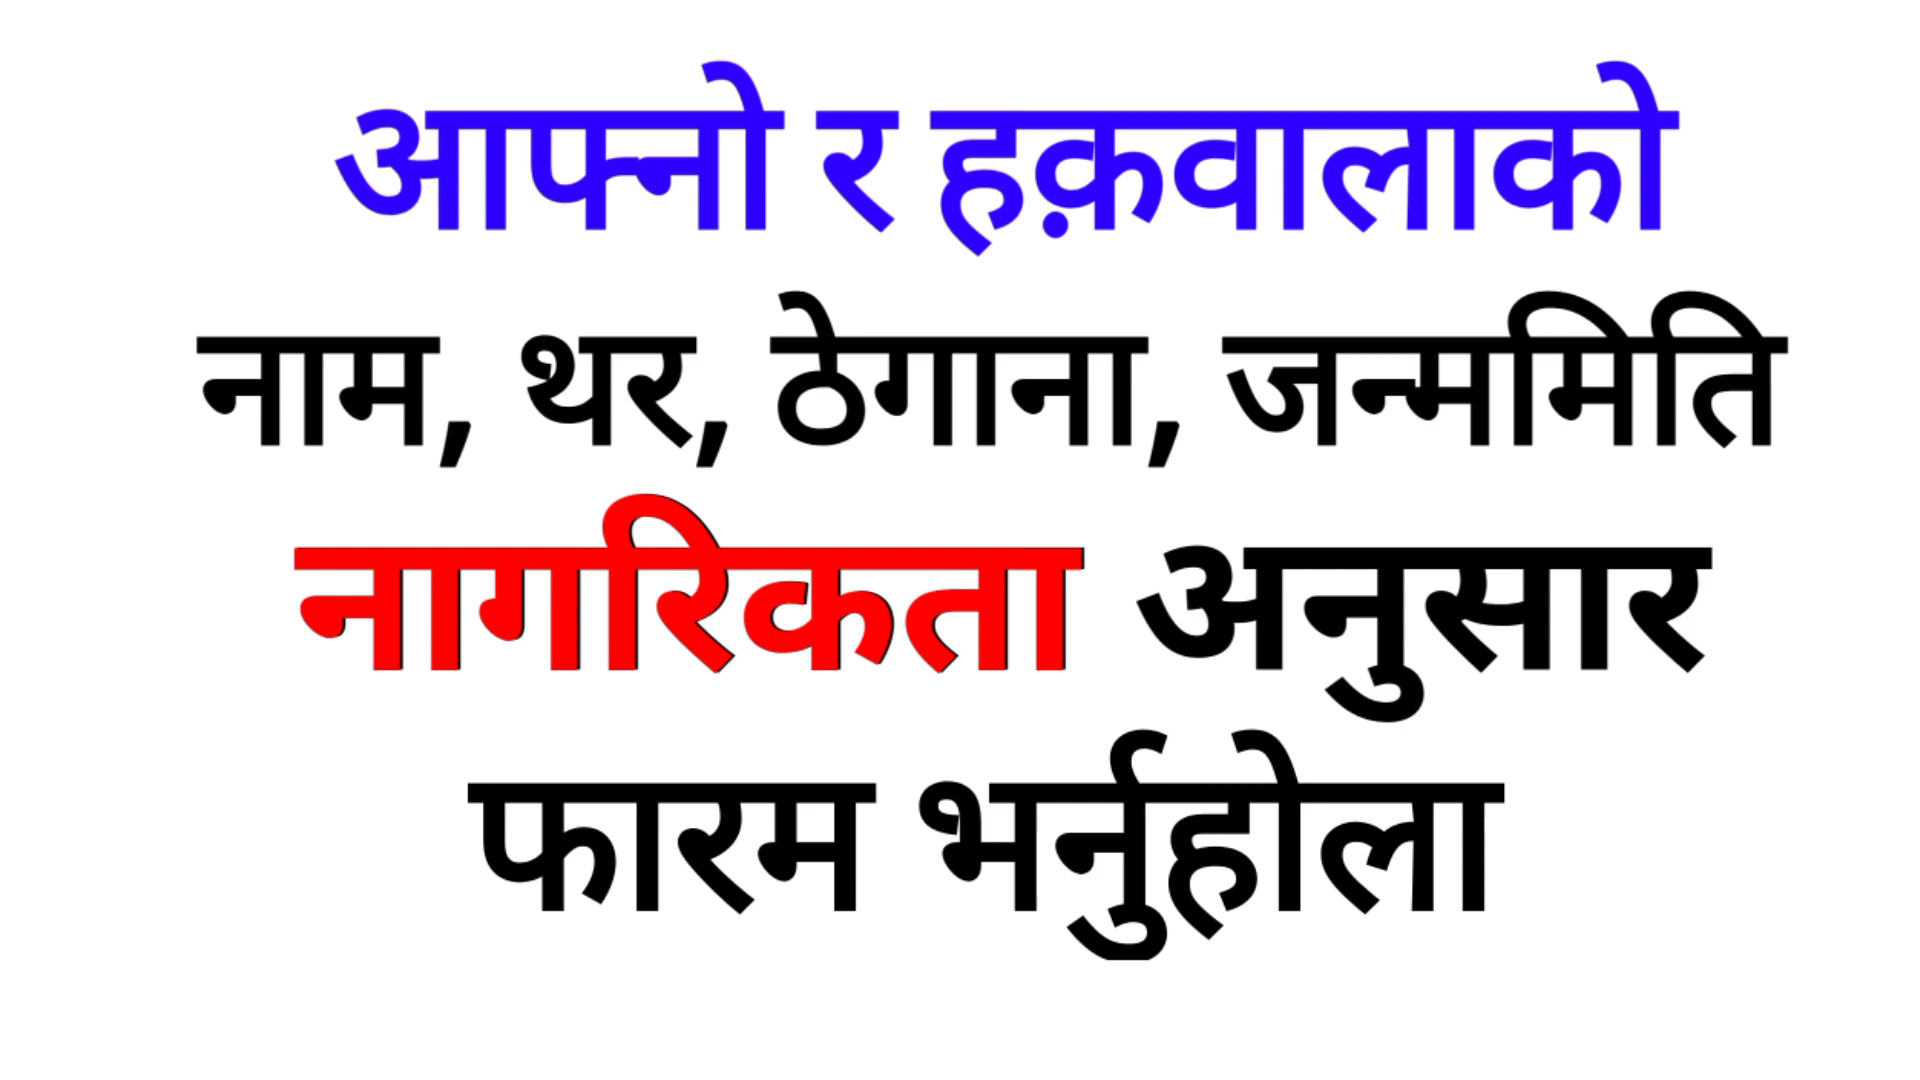 आफ्नो र हक़वालाको
नाम, थर, ठेगाना, जन्ममिति
नागरिकता अनुसार
फारम भर्नुहोला